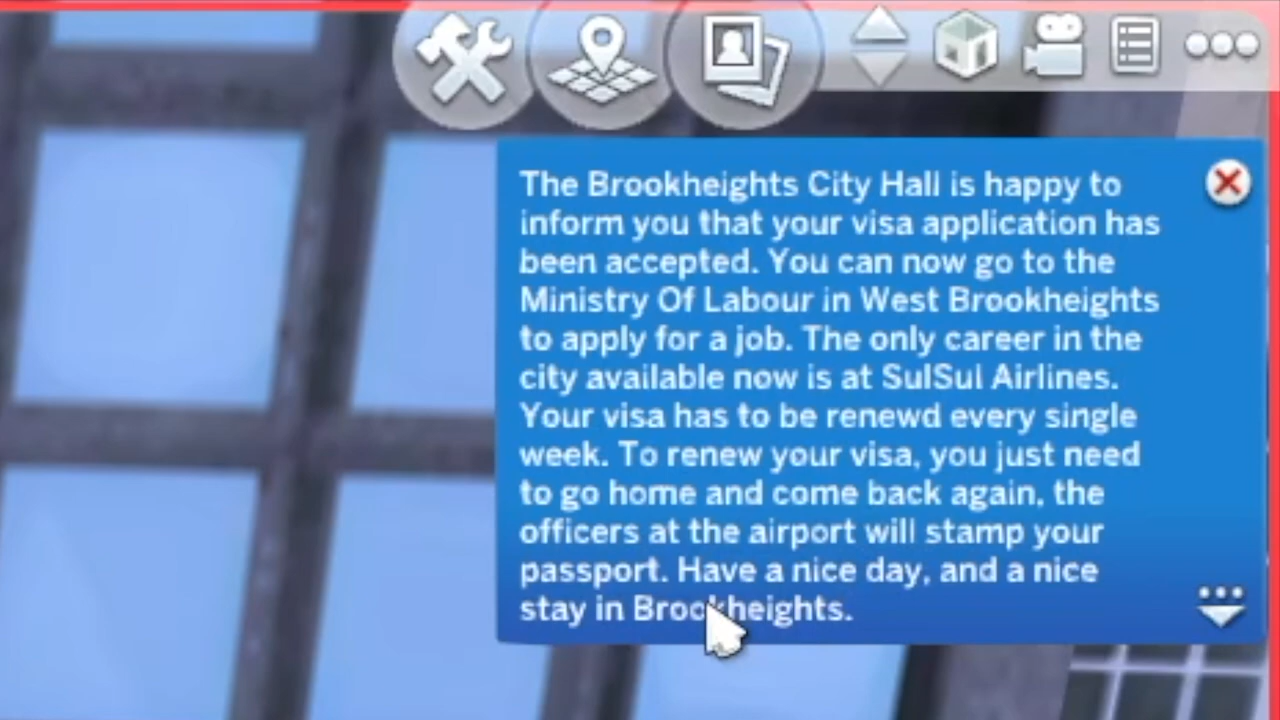 The Brookheights City Hall is happy to
inform you that your visa application has
been accepted. You can now go to the
Ministry Of Labour in West Brookheights
to apply for a job. The only career in the
city available now is at SulSul Airlines.
Your visa has to be renewd every single
week. To renew your visa, you just need
to go home and come back again, the
officers at the airport will stamp your
passport. Have a nice day, and a nice
stay in Brookheights.